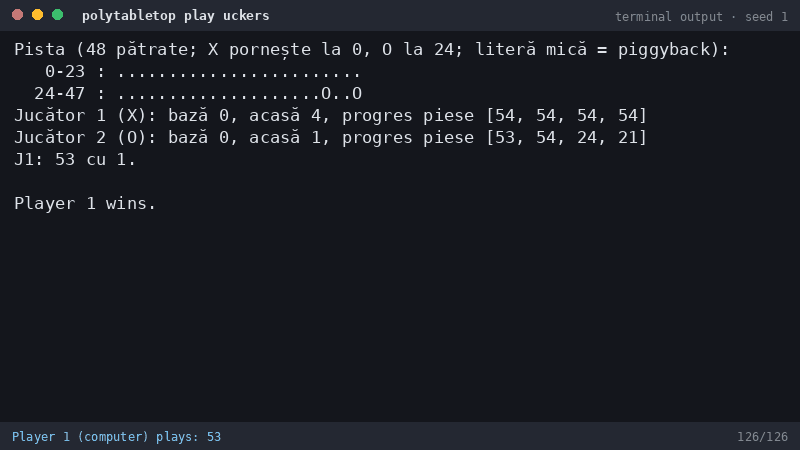 polytabletop play uckers
terminal output · seed 1
Pista (48 pătrate; X pornește la 0, O la 24; literă mică = piggyback):
0-23 : ........................
24-47 : ....................O..O
Jucător 1 (X): bază 0, acasă 4, progres piese [54, 54, 54, 54]
Jucător 2 (O): bază 0, acasă 1, progres piese [53, 54, 24, 21]
J1: 53 cu 1.
Player 1 wins.
Player 1 (computer) plays: 53
126/126